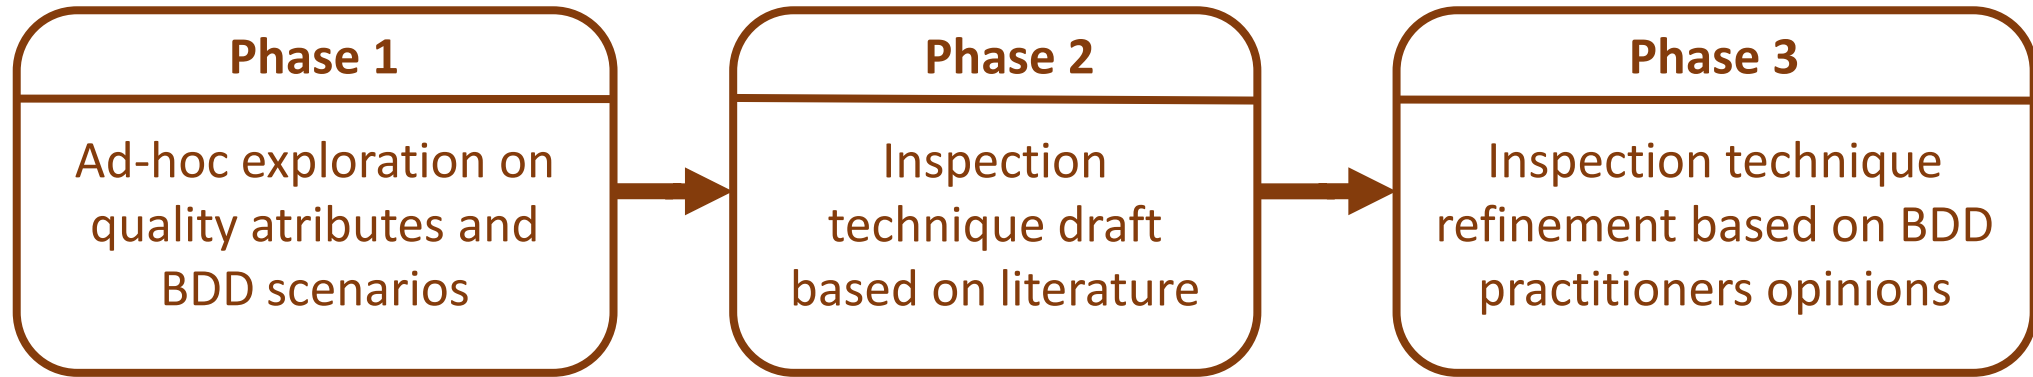 Phase 1
Ad-hoc exploration on
quality atributes and
BDD scenarios
Phase 2
Inspection
technique draft
based on literature
Phase 3
Inspection technique
refinement based on BDD
practitioners opinions